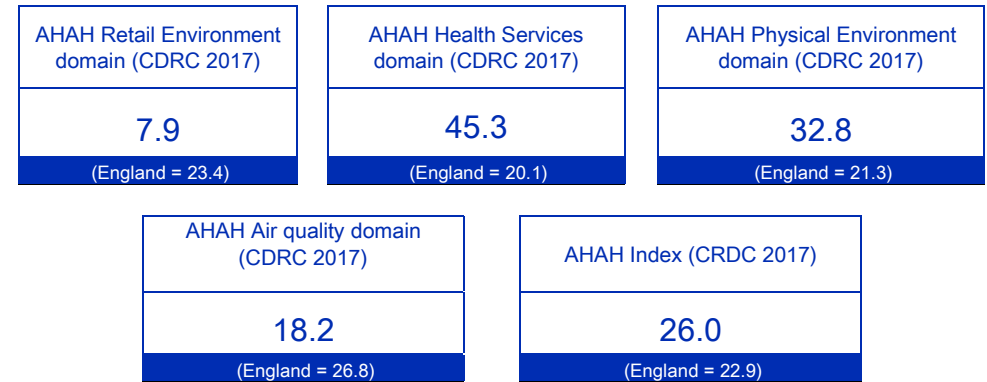 AHAH Retail Environment
domain (CDRC 2017)
7.9
(England = 23.4)
AHAH Health Services
domain (CDRC 2017)
45.3
(England = 20.1)
AHAH Physical Environment
domain (CDRC 2017)
32.8
(England = 21.3)
AHAH Air quality domain
(CDRC 2017)
18.2
(England = 26.8)
AHAH Index (CRDC 2017)
26.0
(England = 22.9)